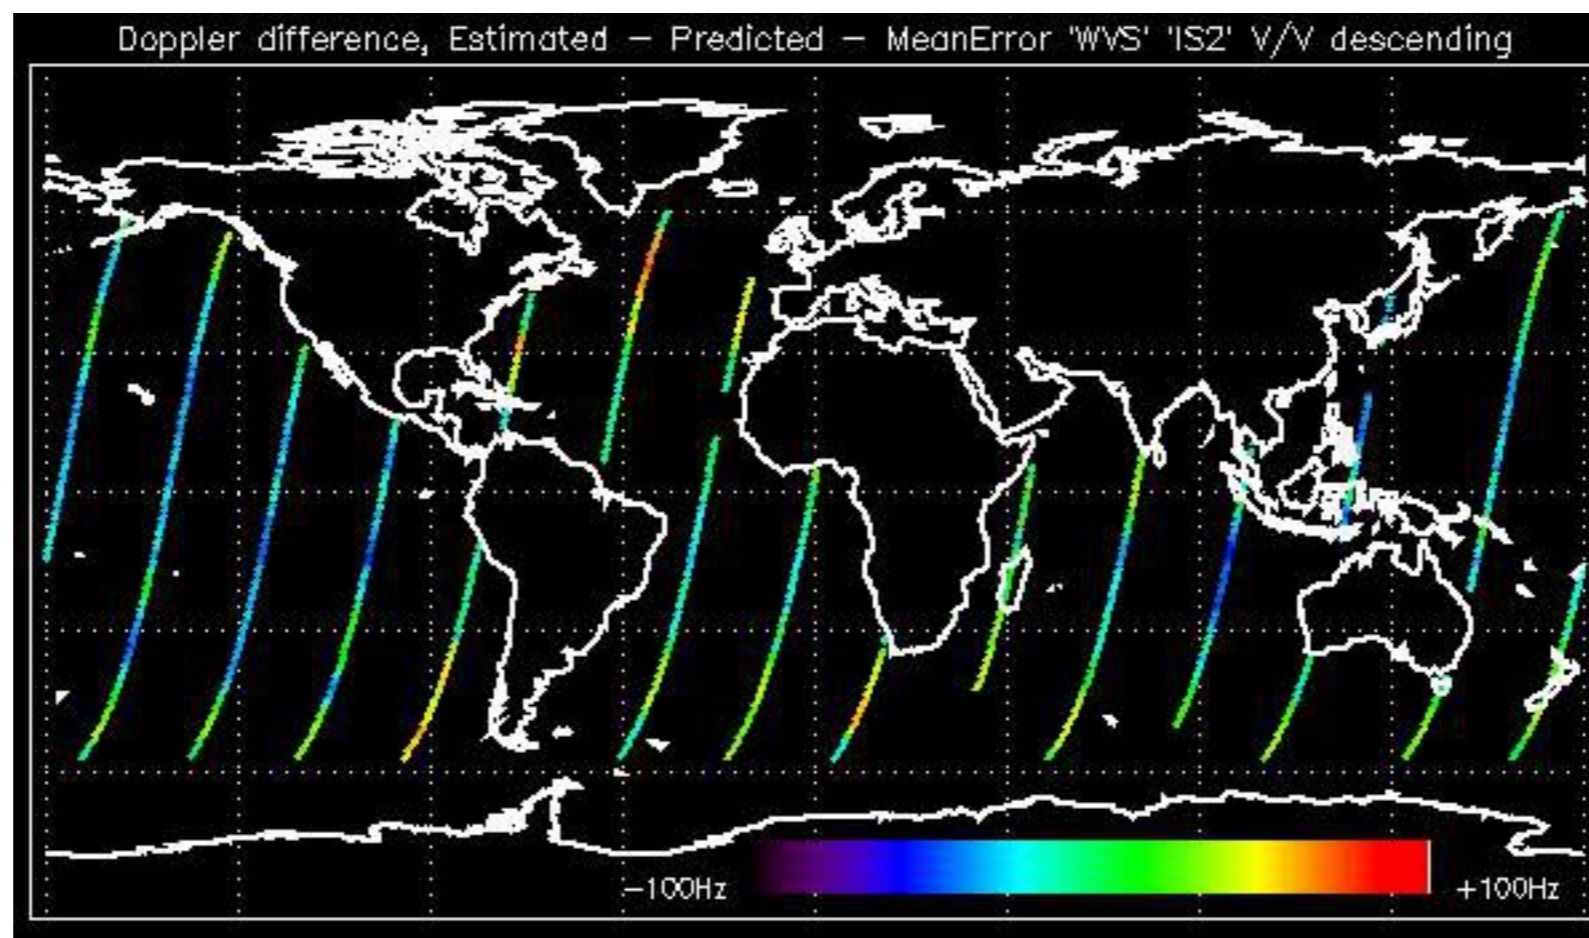 Doppler difference, Estimated – Predicted – MeanError 'WVS' 'IS2' V/V descending
−100Hz +100Hz